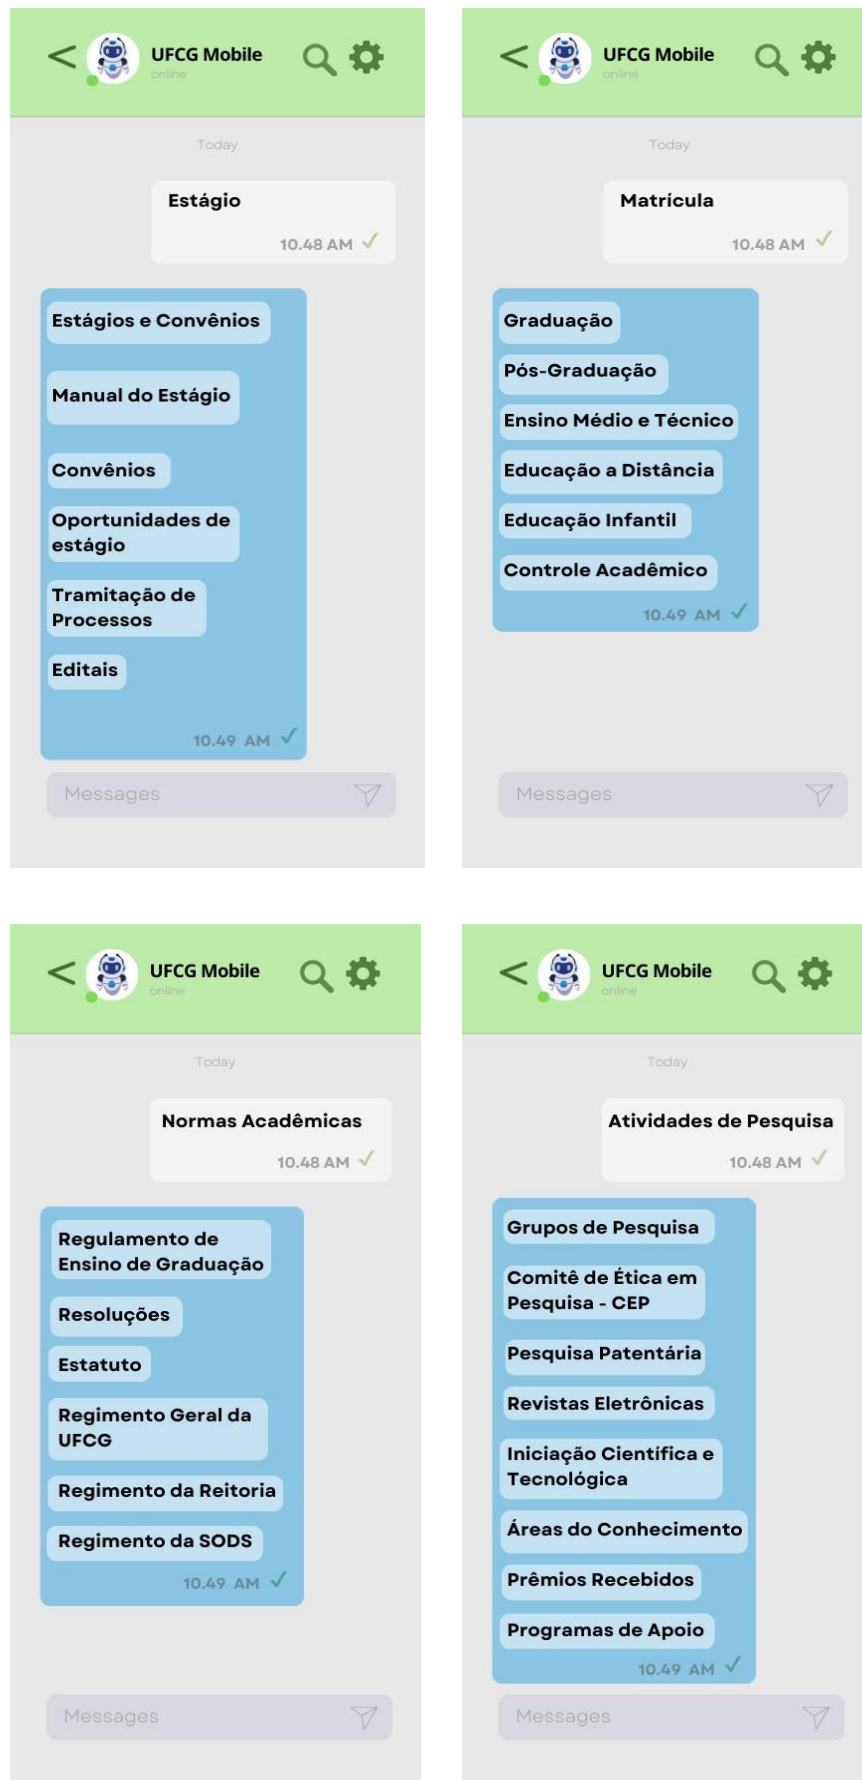 UFCG Mobile
online
Today
Estágio
10.48 AM
Estágios e Convênios
Manual do Estágio
Convênios
Oportunidades de
estágio
Tramitação de
Processos
Editais
10.49 AM
Messages
UFCG Mobile
online
Today
Matrícula
10.48 AM
Graduação
Pós-Graduação
Ensino Médio e Técnico
Educação a Distância
Educação Infantil
Controle Acadêmico
10.49 AM
Messages
UFCG Mobile
online
Today
Normas Acadêmicas
10.48 AM
Regulamento de
Ensino de Graduação
Resoluções
Estatuto
Regimento Geral da
UFCG
Regimento da Reitoria
Regimento da SODS
10.49 AM
Messages
UFCG Mobile
online
Today
Atividades de Pesquisa
10.48 AM
Grupos de Pesquisa
Comitê de Ética em
Pesquisa - CEP
Pesquisa Patentária
Revistas Eletrônicas
Iniciação Científica e
Tecnológica
Áreas do Conhecimento
Prêmios Recebidos
Programas de Apoio
10.49 AM
Messages